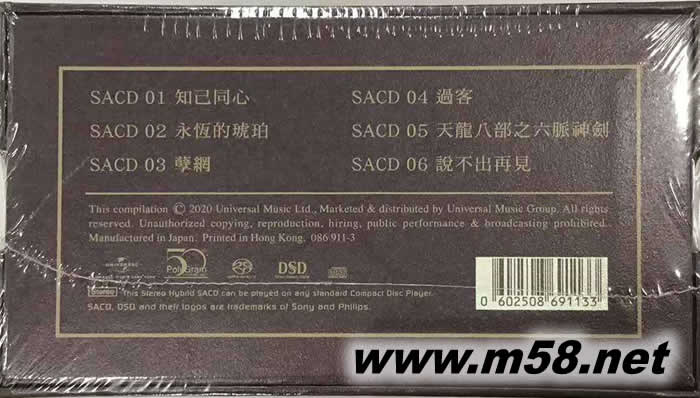 SACD 01 知己同心
SACD 02 永恆的琥珀
SACD 03 孽網
SACD 04 過客
SACD 05 天龍八部之六脈神劍
SACD 06 說不出再見
This compilation Ⓒ 2020 Universal Music Ltd., Marketed & distributed by Universal Music Group. All rights
reserved. Unauthorized copying, reproduction, hiring, public performance & broadcasting prohibited.
Manufactured in Japan. Printed in Hong Kong. 086 911-3
UNIVERSAL
50
PolyGram
SACD
DSD
This Stereo Hybrid SACD can be played on any standard Compact Disc Player.
SACD, DSD and their logos are trademarks of Sony and Philips.
0 602508 691133
www.m58.net